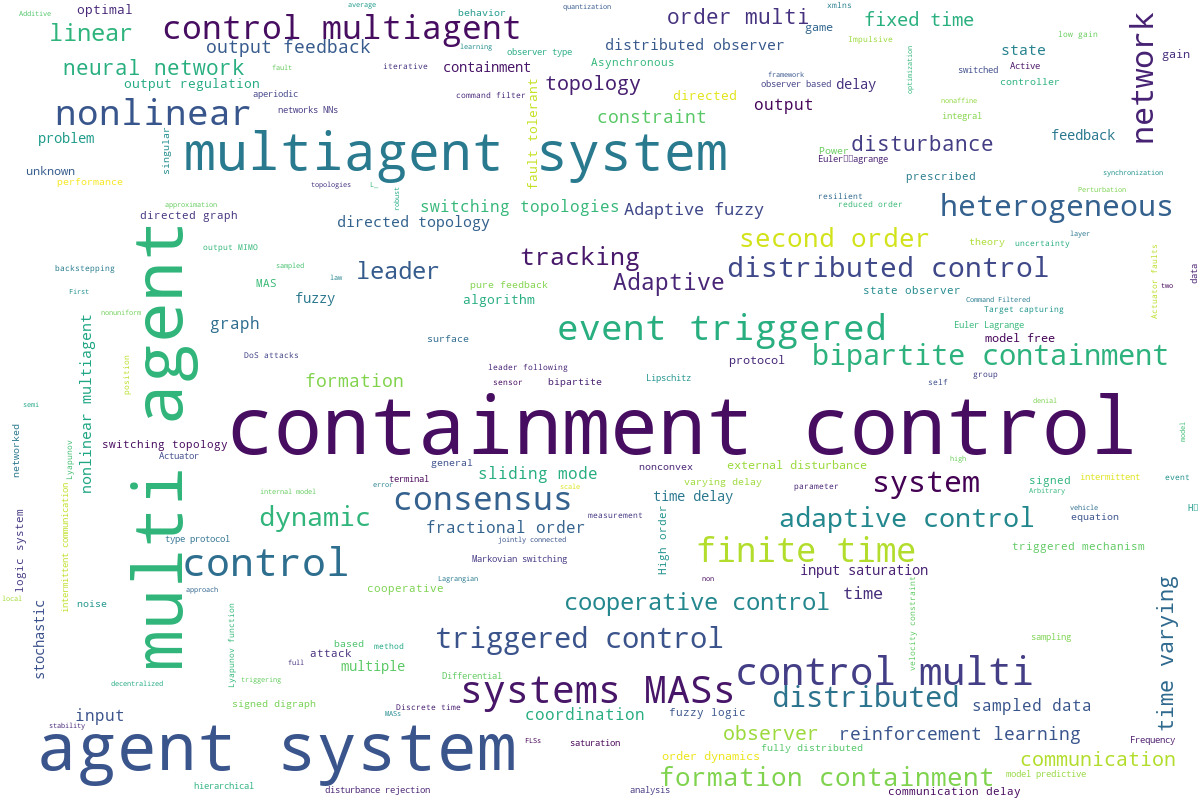 Additive
optimal
average
behavior
quantization
xmlns
linear
control multiagent
order multi
game
fixed time
low gain
output feedback
learning
observer type
distributed observer
Impulsive
state
network
gain
neural network
fault
iterative
containment
Asynchronous
optimization
switched
Active
output regulation
topology
framework
observer based
delay
controller
aperiodic
command filter
directed
output
nonaffine
nonlinear
networks NNs
fault tolerant
constraint
integral
problem
singular
multiagent system
disturbance
feedback
Power
unknown
synchronization
performance
topologies
L_
robust
resilient
prescribed
Perturbation
approximation
directed graph
switching topologies
Adaptive fuzzy
reduced order
heterogeneous
directed topology
second order
theory
layer
uncertainty
output MIMO
multi agent
tracking
backstepping
sampled
leader
distributed control
Actuator faults
data
MAS
law
pure feedback
Adaptive
First
fuzzy
algorithm
state observer
two
Command Filtered
nonuniform
Target capturing
graph
event triggered
Euler Lagrange
nonlinear multiagent
surface
model free
DoS attacks
protocol
bipartite containment
position
leader following
formation
sensor
bipartite
Lipschitz
self
group
semi
containment control
denial
networked
switching topology
model
Lyapunov
Actuator
general
nonconvex
external disturbance
high
terminal
sliding mode
varying delay
system
signed
intermittent
event
error
scale
parameter
Arbitrary
internal model
consensus
time delay
vehicle
dynamic
measurement
adaptive control
equation
logic system
intermittent communication
fractional order
High order
type protocol
jointly connected
finite time
triggered mechanism
control
Markovian switching
input saturation
Lagrangian
non
approach
cooperative
time
local
noise
cooperative control
velocity constraint
time varying
stochastic
Lyapunov function
triggered control
sampling
based
method
attack
full
multiple
Differential
control multi
decentralized
triggering
systems MASs
distributed
signed digraph
Discrete time
sampled data
input
MASs
coordination
fuzzy logic
stability
agent system
FLSs
saturation
observer
reinforcement learning
Frequency
fully distributed
order dynamics
communication
formation containment
model predictive
hierarchical
disturbance rejection
analysis
communication delay